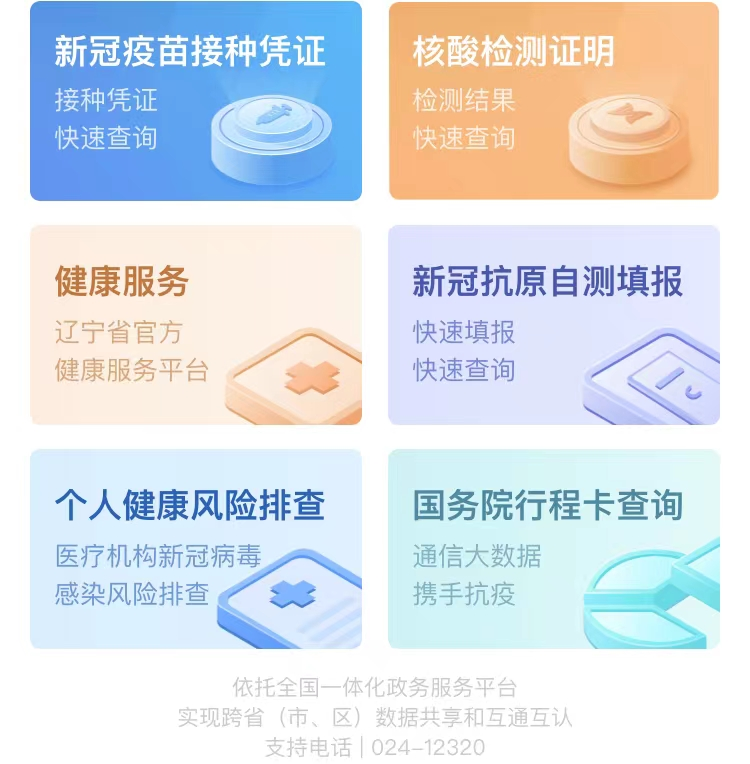 新冠疫苗接种凭证
接种凭证
快速查询
核酸检测证明
检测结果
快速查询
健康服务
辽宁省官方
健康服务平台
新冠抗原自测填报
快速填报
快速查询
个人健康风险排查
医疗机构新冠病毒
感染风险排查
国务院行程卡查询
通信大数据
携手抗疫
依托全国一体化政务服务平台
实现跨省（市、区）数据共享和互通互认
支持电话 | 024-12320